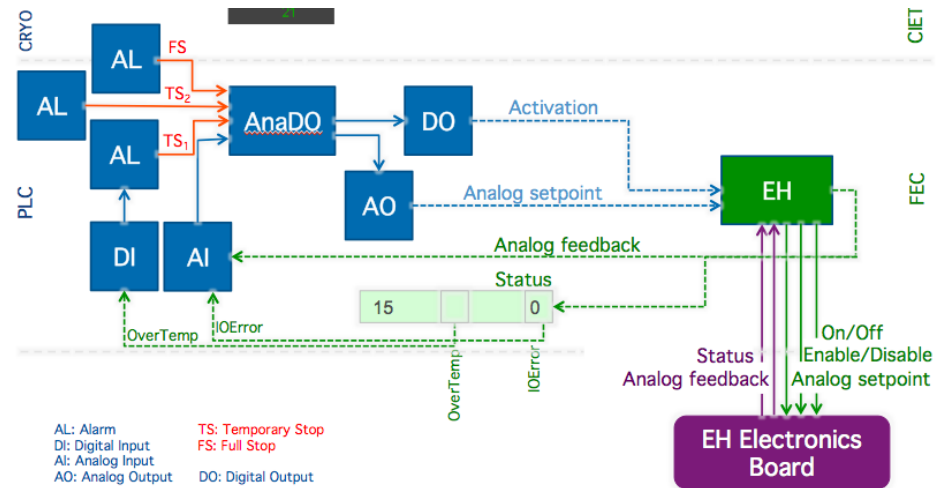 21
CRYO
CIET
AL
FS
AL
TS2
AnaDO
DO
Activation
AL
TS1
PLC
AO
Analog setpoint
EH
FEC
DI
AI
Analog feedback
Status
15
0
OverTemp
IOError
OverTemp
IOError
On/Off
Status
Enable/Disable
Analog feedback
Analog setpoint
EH Electronics
Board
AL: Alarm
TS: Temporary Stop
DI: Digital Input
FS: Full Stop
AI: Analog Input
AO: Analog Output
DO: Digital Output